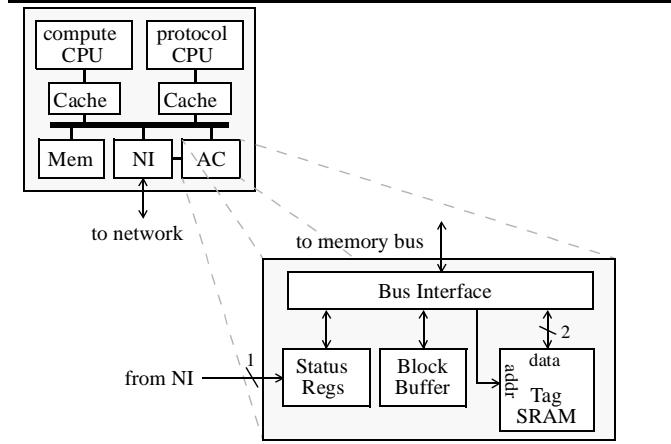 compute
CPU
protocol
CPU
Cache
Cache
Mem
NI
AC
to network
to memory bus
Bus Interface
2
1
from NI
Status
Regs
Block
Buffer
data
addr
Tag
SRAM